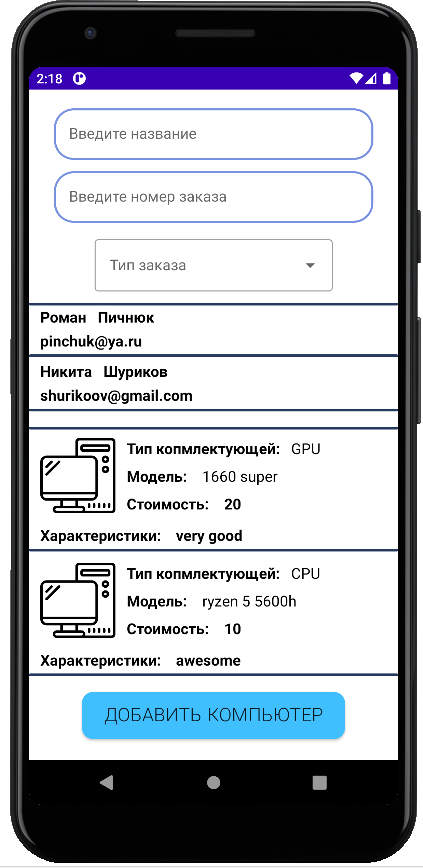 2:18
Введите название
Введите номер заказа
Тип заказа
Роман Пичнюк
pinchuk@ya.ru
Никита Шуриков
shurikoov@gmail.com
Тип копмлектующей: GPU
Модель: 1660 super
Стоимость: 20
Характеристики: very good
Тип копмлектующей: CPU
Модель: ryzen 5 5600h
Стоимость: 10
Характеристики: awesome
ДОБАВИТЬ КОМПЬЮТЕР